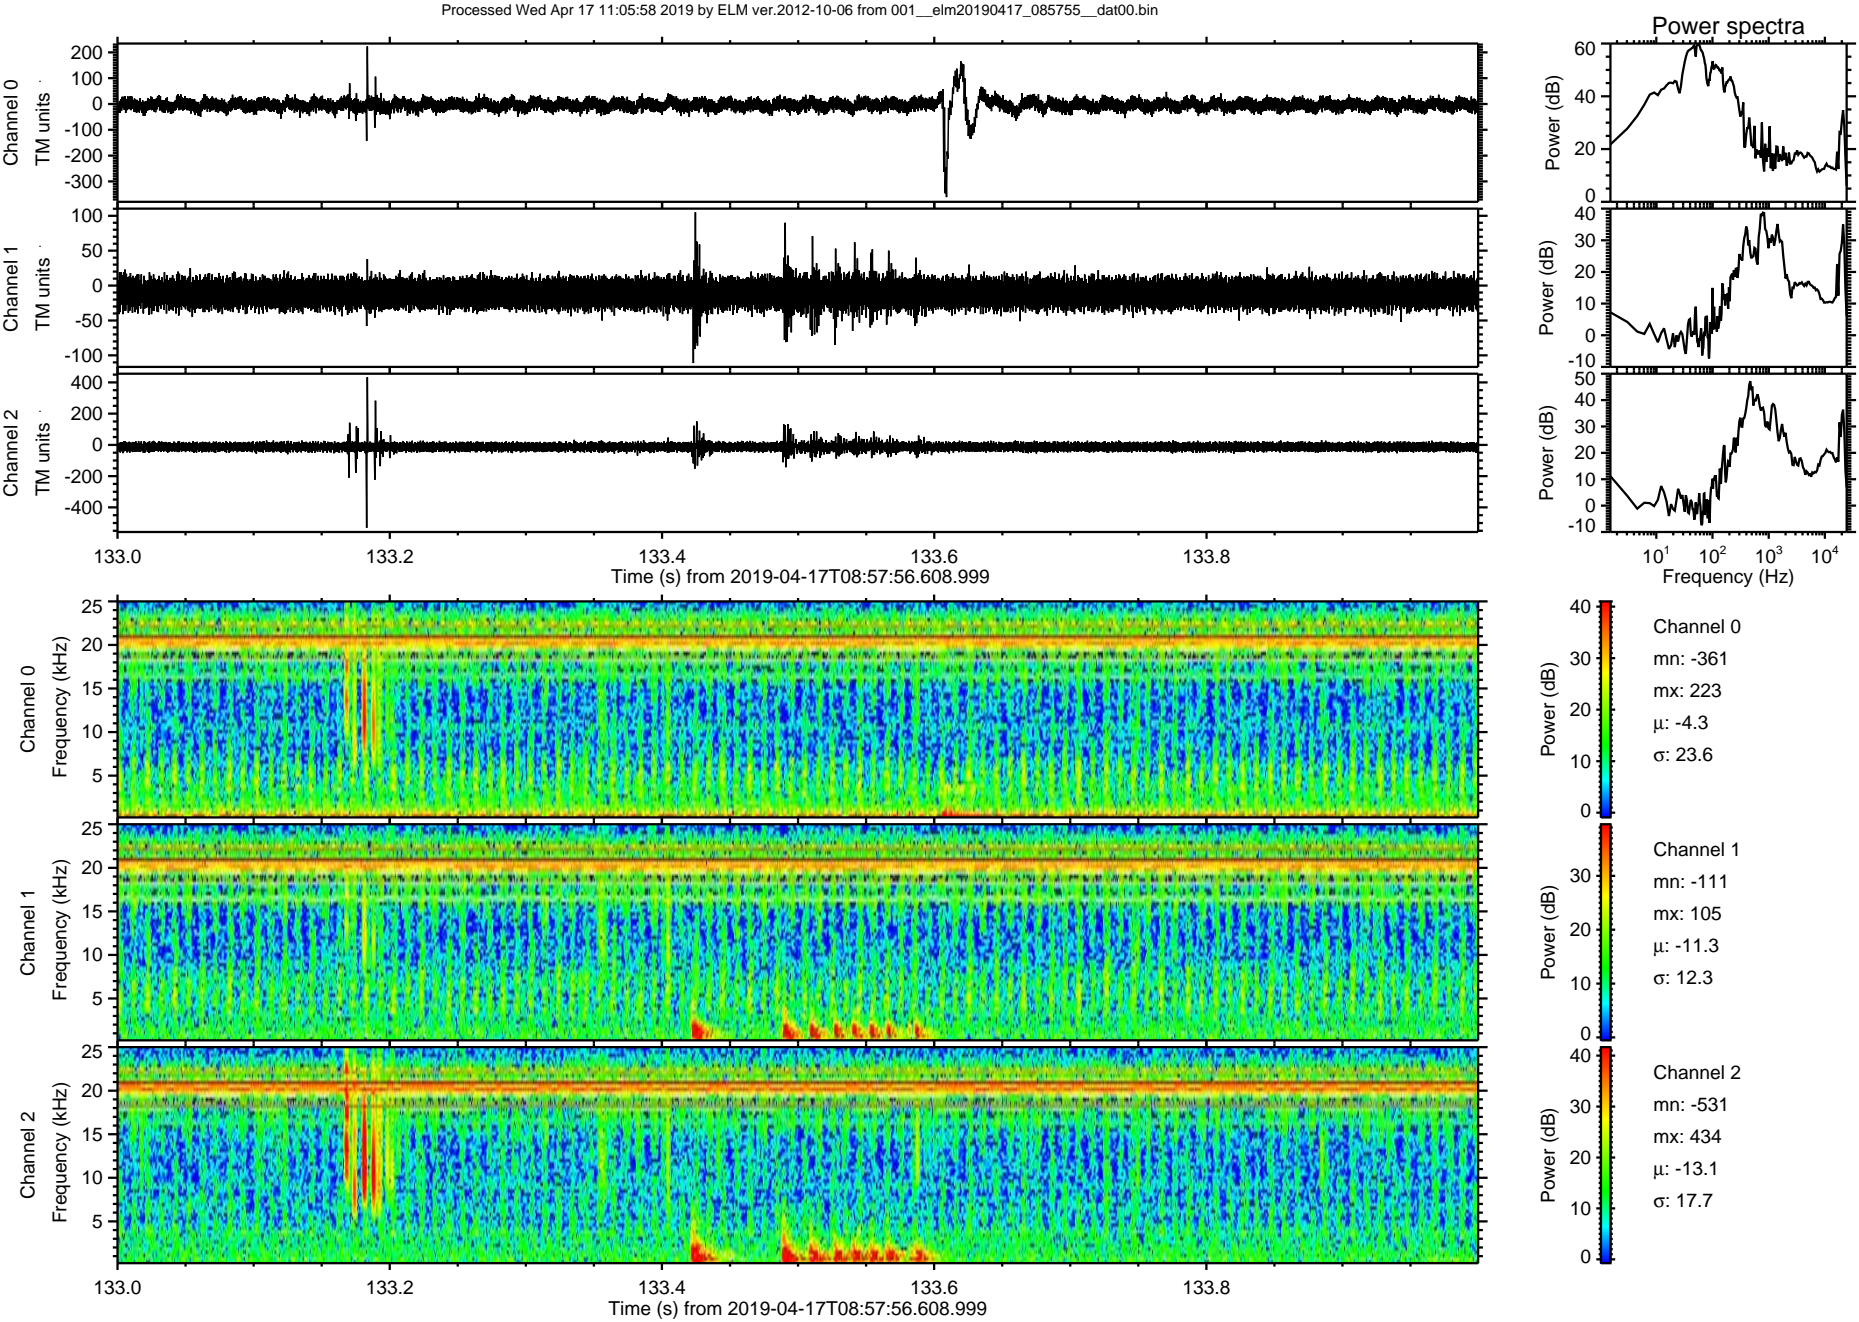 Processed Wed Apr 17 11:05:58 2019 by ELM ver.2012-10-06 from 001__elm20190417_085755__dat00.bin
Power spectra
Channel 0
TM units
200
100
0
-100
-200
-300
Power (dB)
60
40
20
0
Channel 1
TM units
100
50
0
-50
-100
Power (dB)
40
30
20
10
0
-10
Channel 2
TM units
400
200
0
-200
-400
Power (dB)
50
40
30
20
10
0
-10
133.0 133.2 133.4 133.6 133.8
Time (s) from 2019-04-17T08:57:56.608.999
10¹ 10² 10³ 10⁴
Frequency (Hz)
Channel 0
Frequency (kHz)
25
20
15
10
5
Power (dB)
40
30
20
10
0
Channel 0
mn: -361
mx: 223
µ: -4.3
σ: 23.6
Channel 1
Frequency (kHz)
25
20
15
10
5
Power (dB)
30
20
10
0
Channel 1
mn: -111
mx: 105
µ: -11.3
σ: 12.3
Channel 2
Frequency (kHz)
25
20
15
10
5
Power (dB)
40
30
20
10
0
Channel 2
mn: -531
mx: 434
µ: -13.1
σ: 17.7
133.0 133.2 133.4 133.6 133.8
Time (s) from 2019-04-17T08:57:56.608.999